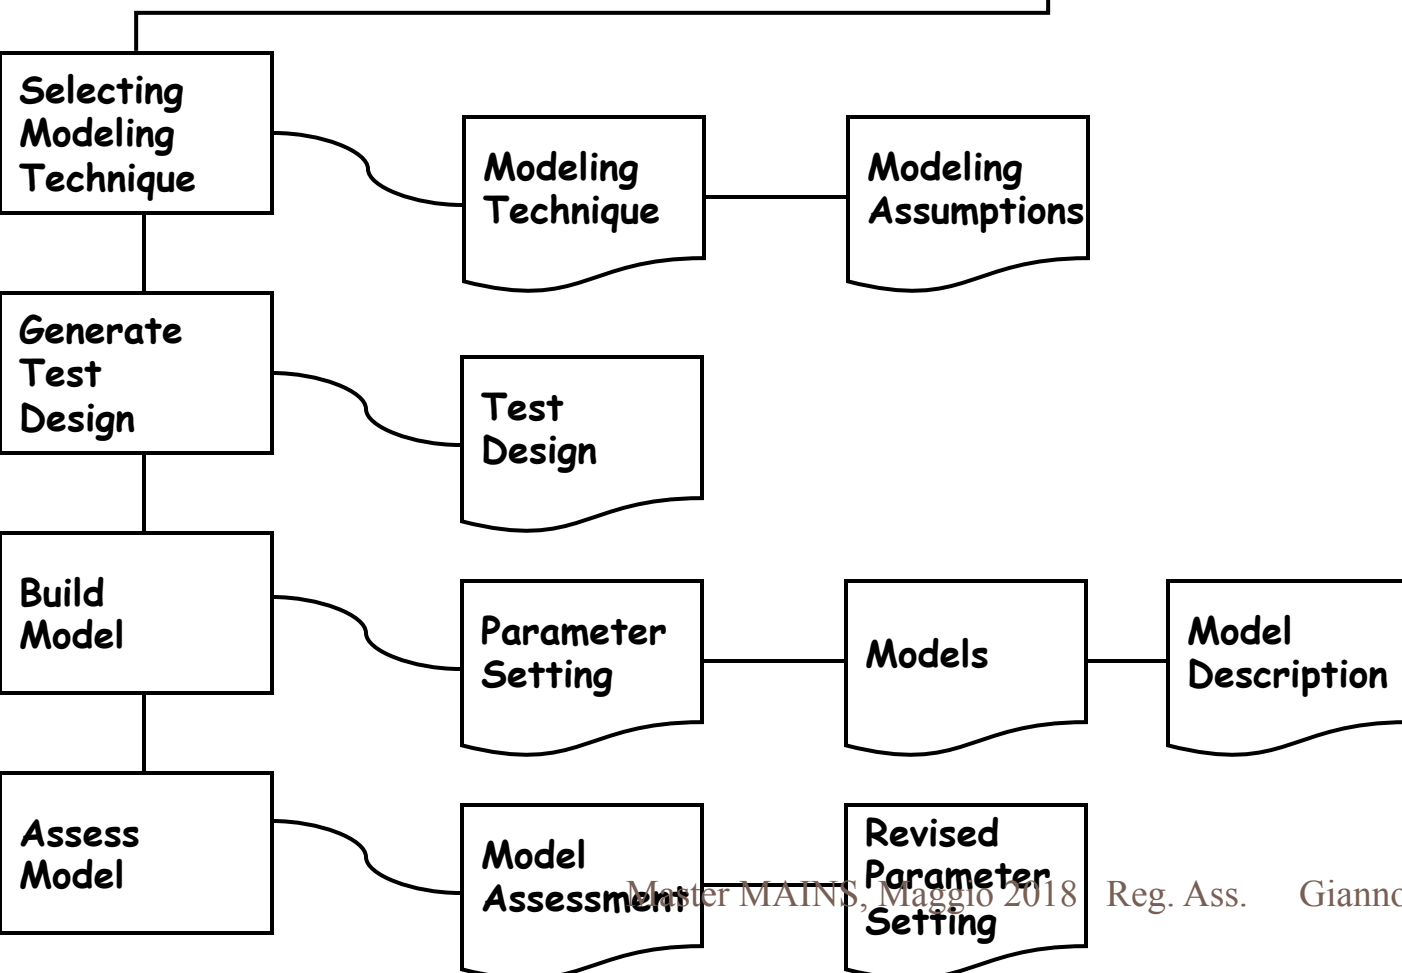 Selecting
Modeling
Technique
Modeling
Technique
Modeling
Assumptions
Generate
Test
Design
Test
Design
Build
Model
Parameter
Setting
Models
Model
Description
Assess
Model
Model
Assessment
Revised
Parameter
Setting
Master MAINS, Maggio 2018 Reg. Ass. Gianno